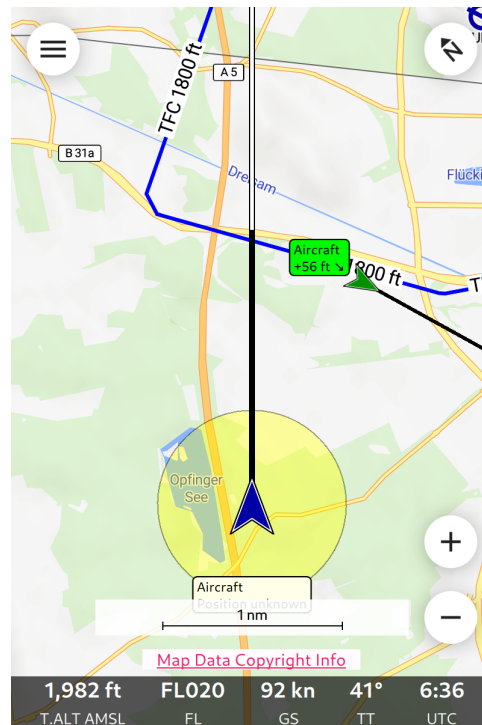 A 5
TFC 1800 ft
B 31a
Dreisam
Aircraft
+56 ft ↘
1800 ft
Opfinger
See
Aircraft
Position unknown
1 nm
Map Data Copyright Info
1,982 ft FL020 92 kn 41° 6:36
T.ALT AMSL FL GS TT UTC